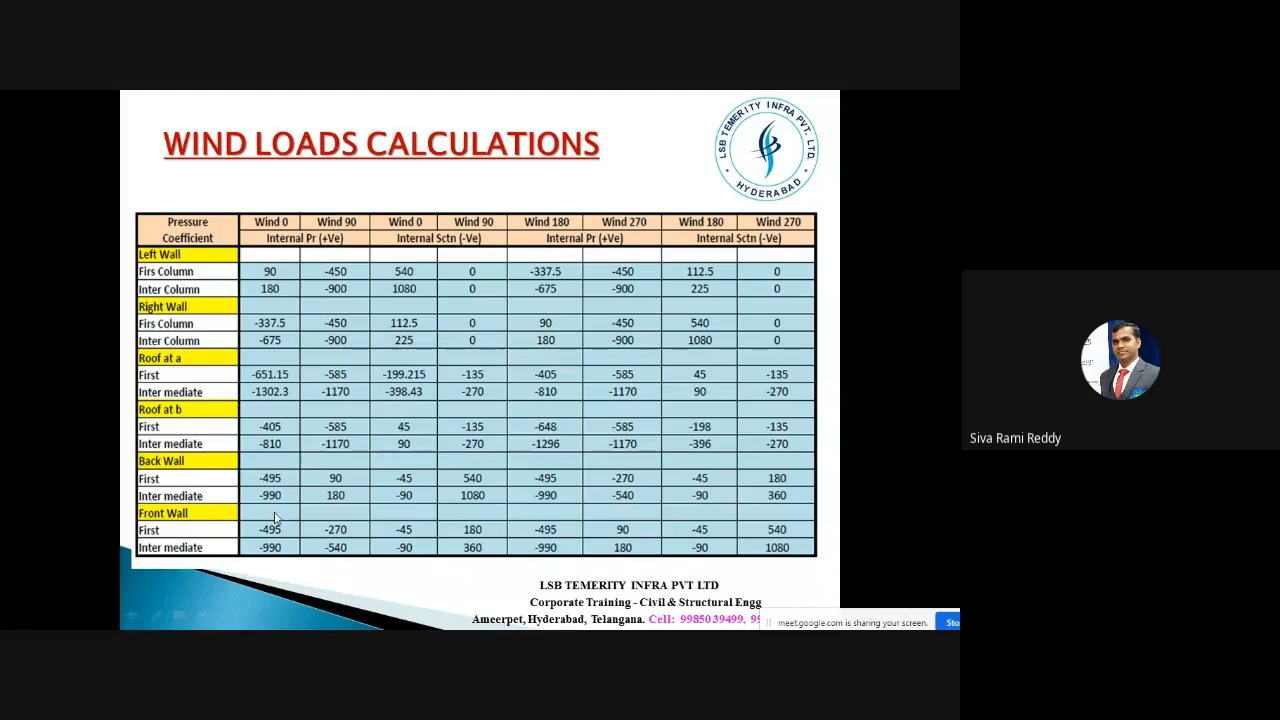 WIND LOADS CALCULATIONS
LSB TEMERITY INFRA PVT. LTD.
HYDERABAD
Pressure Coefficient Wind 0 Wind 90 Wind 0 Wind 90 Wind 180 Wind 270 Wind 180 Wind 270
Internal Pr (+Ve) Internal Sctn (-Ve) Internal Pr (+Ve) Internal Sctn (-Ve)
Left Wall
Firs Column 90 -450 540 0 -337.5 -450 112.5 0
Inter Column 180 -900 1080 0 -675 -900 225 0
Right Wall
Firs Column -337.5 -450 112.5 0 90 -450 540 0
Inter Column -675 -900 225 0 180 -900 1080 0
Roof at a
First -651.15 -585 -199.215 -135 -405 -585 45 -135
Inter mediate -1302.3 -1170 -398.43 -270 -810 -1170 90 -270
Roof at b
First -405 -585 45 -135 -648 -585 -198 -135
Inter mediate -810 -1170 90 -270 -1296 -1170 -396 -270
Back Wall
First -495 90 -45 540 -495 -270 -45 180
Inter mediate -990 180 -90 1080 -990 -540 -90 360
Front Wall
First -495 -270 -45 180 -495 90 -45 540
Inter mediate -990 -540 -90 360 -990 180 -90 1080
LSB TEMERITY INFRA PVT LTD
Corporate Training - Civil & Structural Engg
Ameerpet, Hyderabad, Telangana. Cell: 9985039499, 99
meet.google.com is sharing your screen.
Sto
Siva Rami Reddy